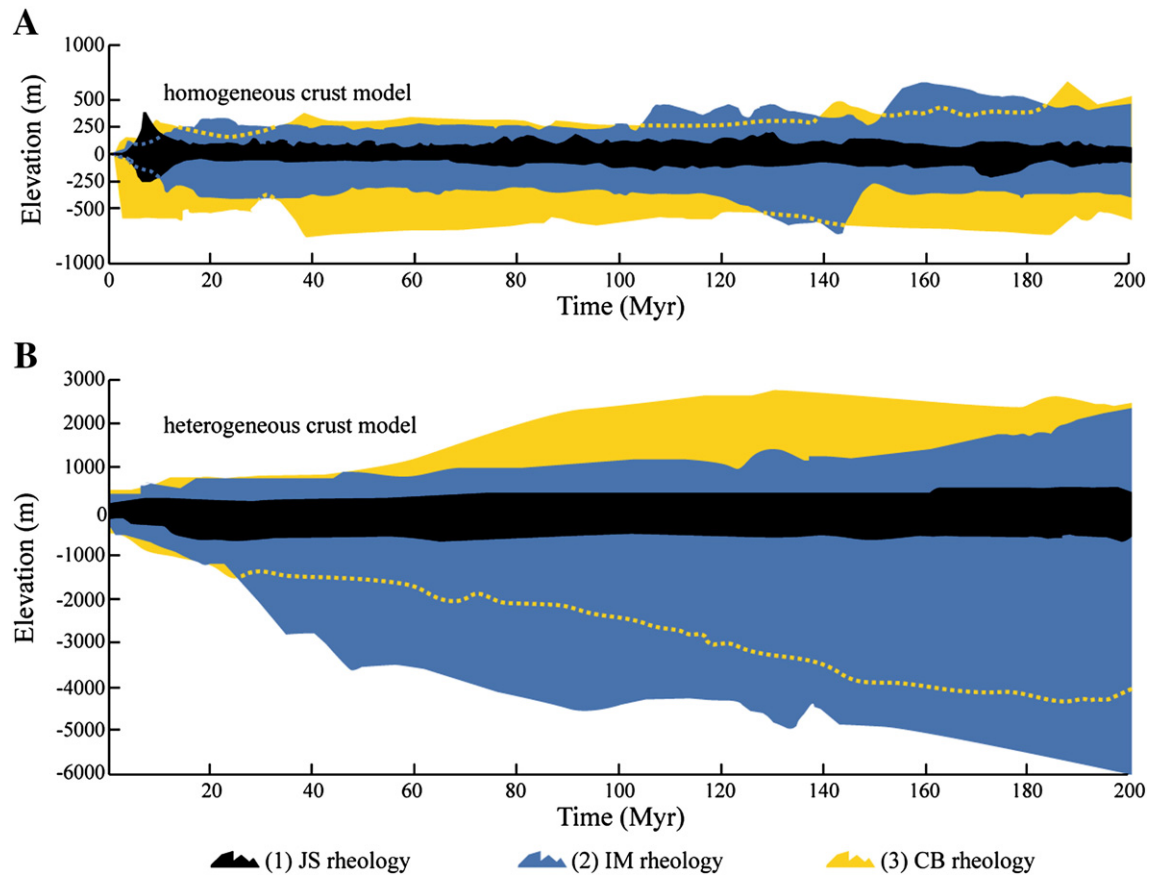 A
1000
homogeneous crust model
500
250
0
-250
-500
-1000
Elevation (m)
0 20 40 60 80 100 120 140 160 180 200
Time (Myr)
B
3000
heterogeneous crust model
2000
1000
0
-1000
-2000
-3000
-4000
-5000
-6000
Elevation (m)
20 40 60 80 100 120 140 160 180 200
Time (Myr)
(1) JS rheology (2) IM rheology (3) CB rheology